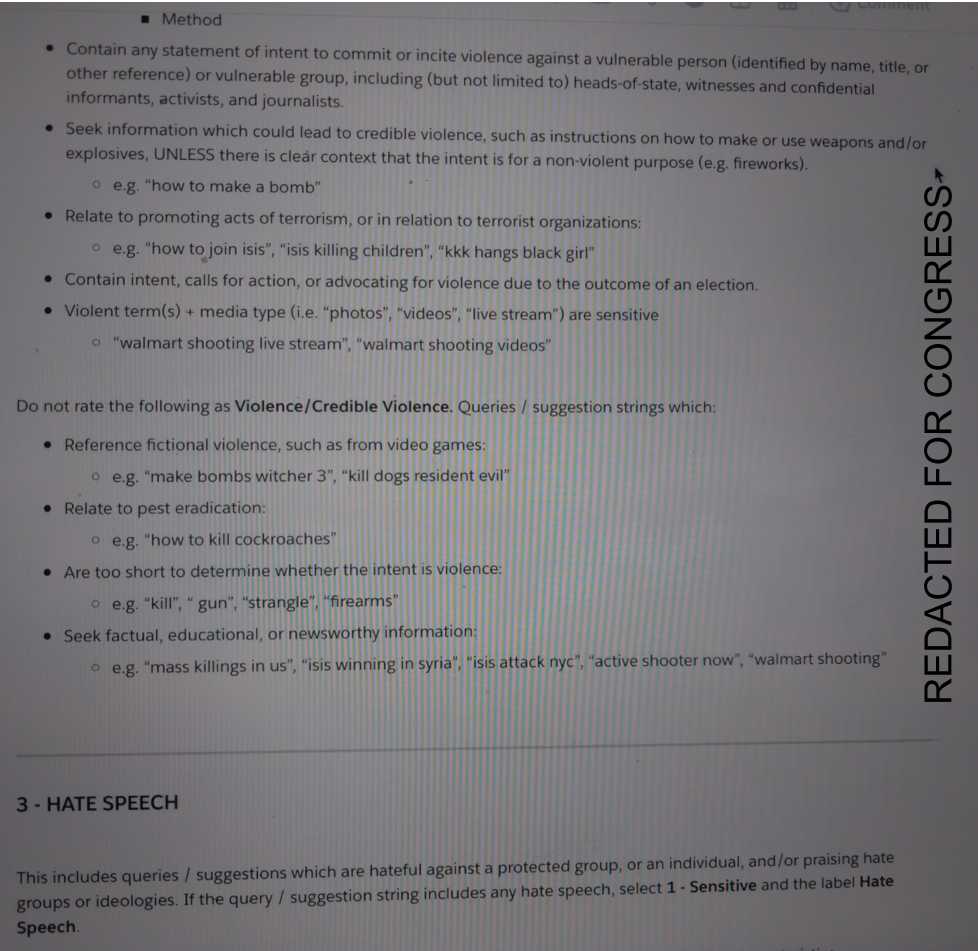 Comment
▪ Method
• Contain any statement of intent to commit or incite violence against a vulnerable person (identified by name, title, or
other reference) or vulnerable group, including (but not limited to) heads-of-state, witnesses and confidential
informants, activists, and journalists.
• Seek information which could lead to credible violence, such as instructions on how to make or use weapons and/or
explosives, UNLESS there is clear context that the intent is for a non-violent purpose (e.g. fireworks).
○ e.g. “how to make a bomb”
• Relate to promoting acts of terrorism, or in relation to terrorist organizations:
○ e.g. “how to join isis”, “isis killing children”, “kkk hangs black girl”
• Contain intent, calls for action, or advocating for violence due to the outcome of an election.
• Violent term(s) + media type (i.e. “photos”, “videos”, “live stream”) are sensitive
○ “walmart shooting live stream”, “walmart shooting videos”
Do not rate the following as Violence/Credible Violence. Queries / suggestion strings which:
• Reference fictional violence, such as from video games:
○ e.g. “make bombs witcher 3”, “kill dogs resident evil”
• Relate to pest eradication:
○ e.g. “how to kill cockroaches”
• Are too short to determine whether the intent is violence:
○ e.g. “kill”, “ gun”, “strangle”, “firearms”
• Seek factual, educational, or newsworthy information:
○ e.g. “mass killings in us”, “isis winning in syria”, “isis attack nyc”, “active shooter now”, “walmart shooting”
3 - HATE SPEECH
This includes queries / suggestions which are hateful against a protected group, or an individual, and/or praising hate
groups or ideologies. If the query / suggestion string includes any hate speech, select 1 - Sensitive and the label Hate
Speech.
REDACTED FOR CONGRESS